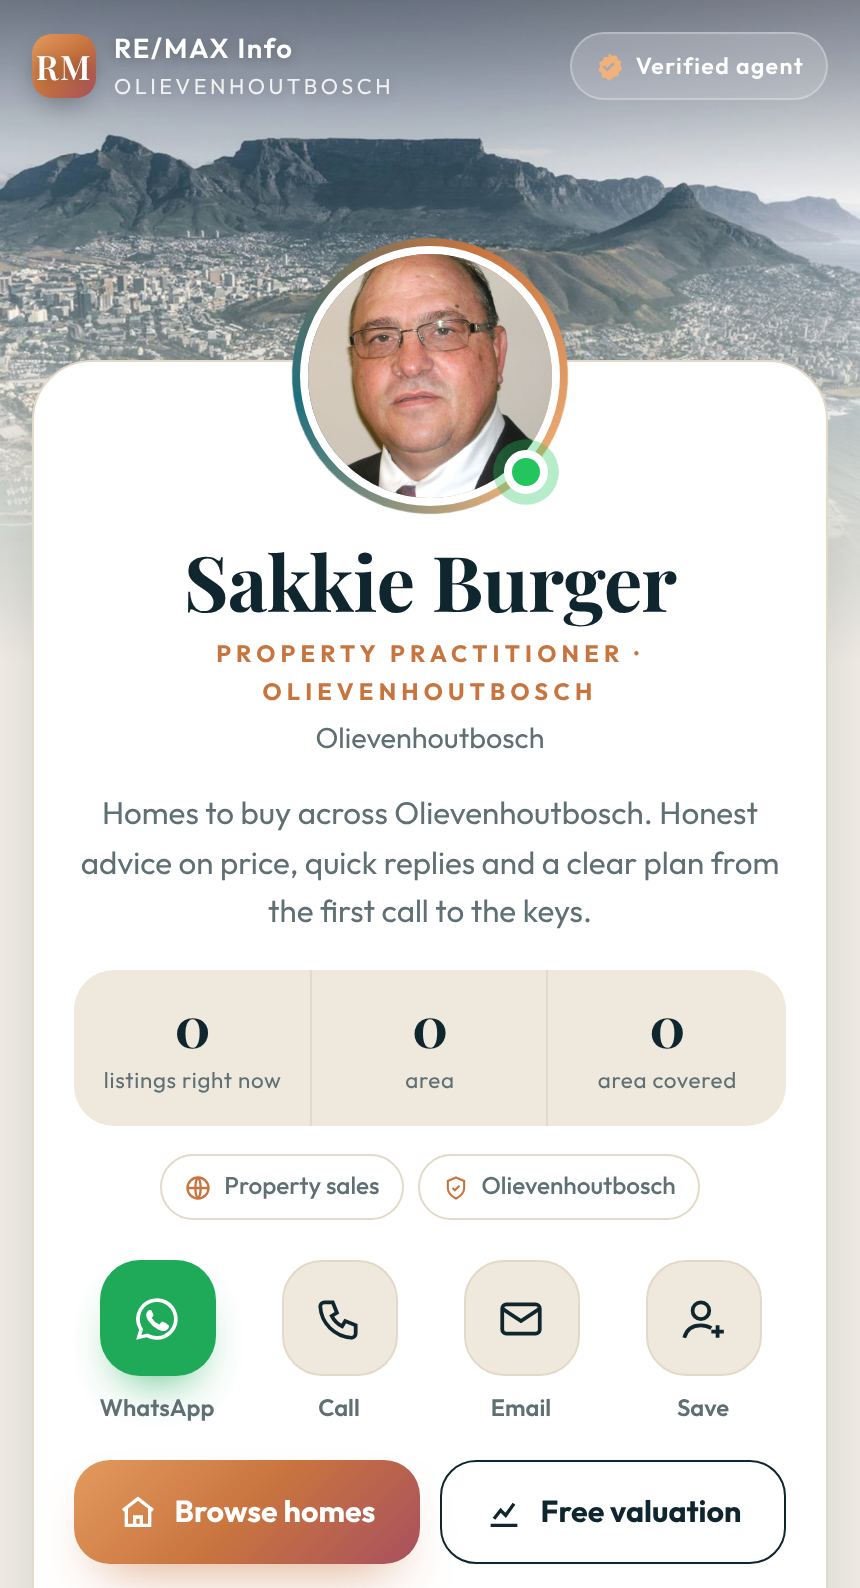 RM
RE/MAX Info
OLIEVENHOUTBOSCH
Verified agent
Sakkie Burger
PROPERTY PRACTITIONER ·
OLIEVENHOUTBOSCH
Olievenhoutbosch
Homes to buy across Olievenhoutbosch. Honest
advice on price, quick replies and a clear plan from
the first call to the keys.
0 0 0
listings right now area area covered
Property sales Olievenhoutbosch
WhatsApp Call Email Save
Browse homes Free valuation